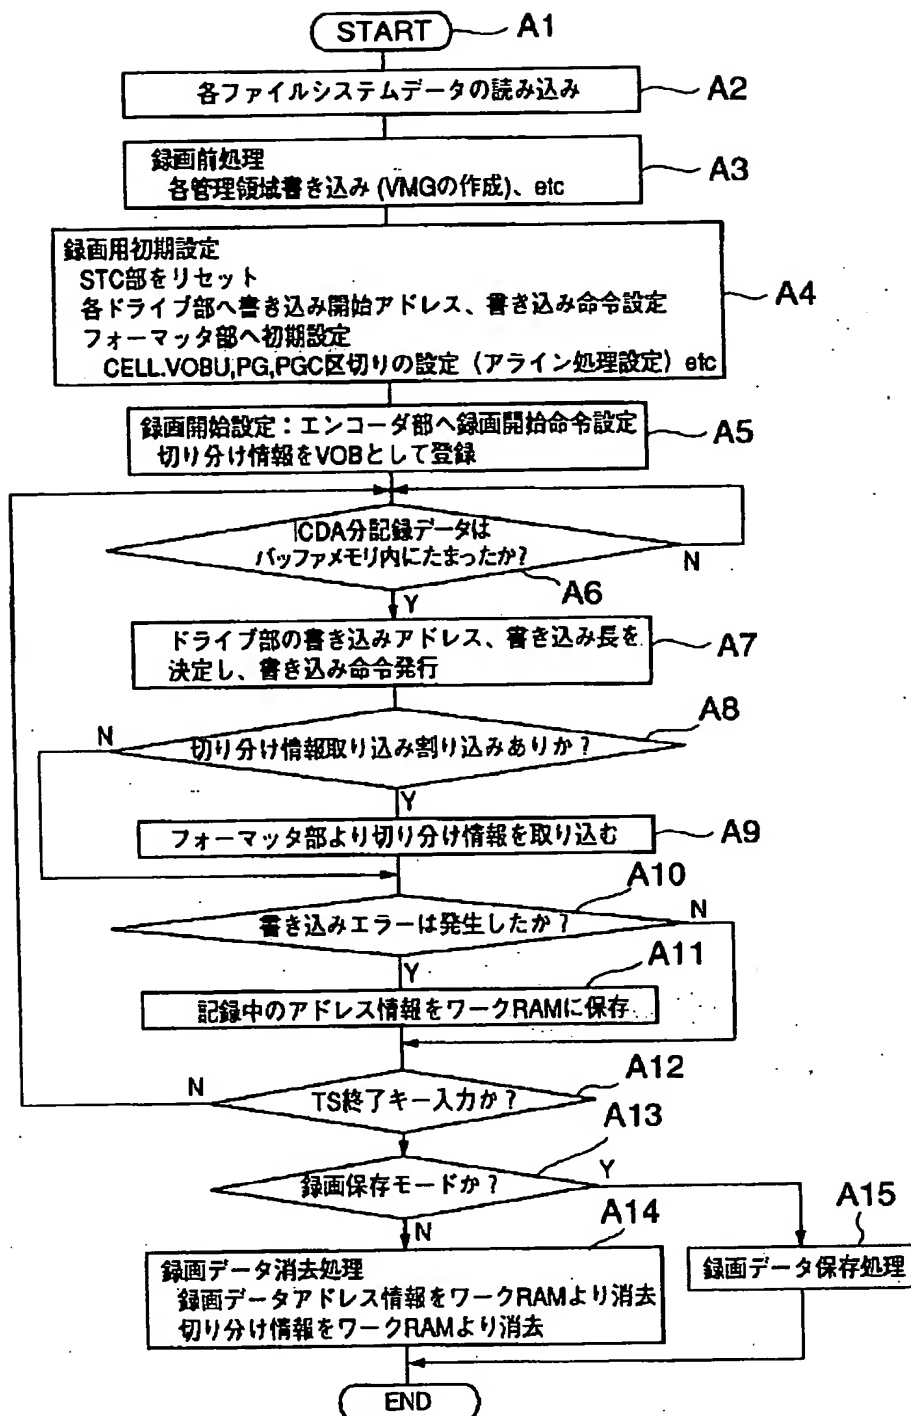 START
A1
各ファイルシステムデータの読み込み
A2
録画前処理
各管理領域書き込み (VMGの作成)、etc
A3
録画用初期設定
STC部をリセット
各ドライブ部へ書き込み開始アドレス、書き込み命令設定
フォーマッタ部へ初期設定
CELL.VOBU,PG,PGC区切りの設定（アライン処理設定）etc
A4
録画開始設定：エンコーダ部へ録画開始命令設定
切り分け情報をVOBとして登録
A5
ICDA分記録データは
バッファメモリ内にたまったか?
N
A6
Y
ドライブ部の書き込みアドレス、書き込み長を
決定し、書き込み命令発行
A7
A8
N
切り分け情報取り込み割り込みありか？
Y
フォーマッタ部より切り分け情報を取り込む
A9
A10
書き込みエラーは発生したか？
N
Y
A11
記録中のアドレス情報をワークRAMに保存
A12
N
TS終了キー入力か？
A13
録画保存モードか？
Y
A15
N
A14
録画データ消去処理
録画データアドレス情報をワークRAMより消去
切り分け情報をワークRAMより消去
録画データ保存処理
END